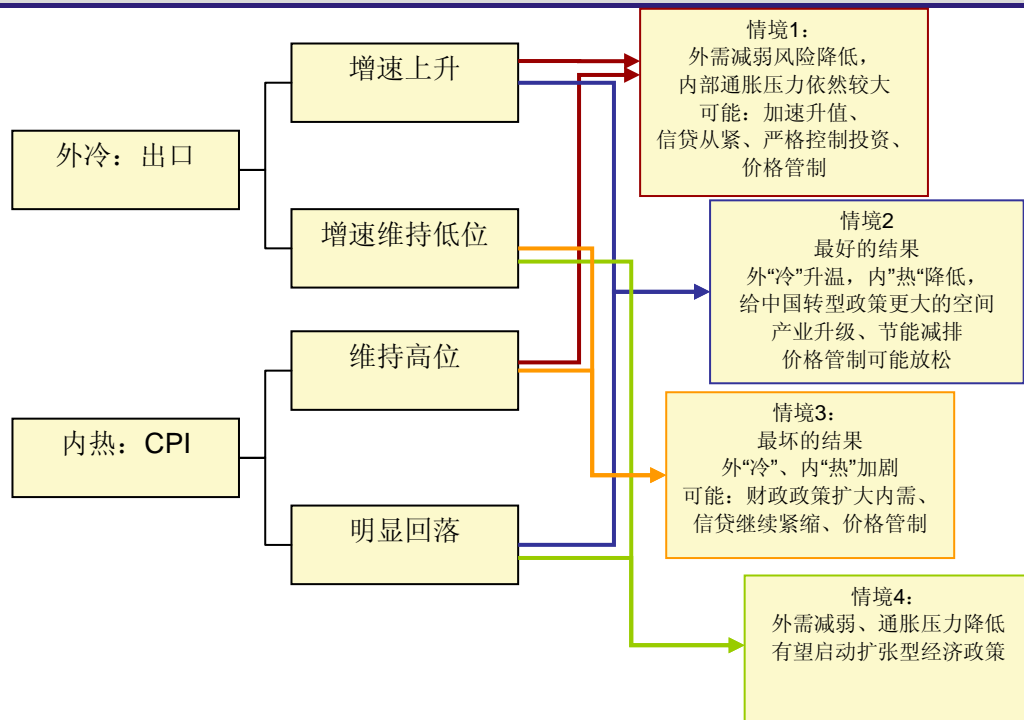 外冷：出口
增速上升
增速维持低位
内热：CPI
维持高位
明显回落
情境1：
外需减弱风险降低，
内部通胀压力依然较大
可能：加速升值、
信贷从紧、严格控制投资、
价格管制
情境2
最好的结果
外“冷”升温，内”热“降低，
给中国转型政策更大的空间
产业升级、节能减排
价格管制可能放松
情境3：
最坏的结果
外“冷”、内“热”加剧
可能：财政政策扩大内需、
信贷继续紧缩、价格管制
情境4：
外需减弱、通胀压力降低
有望启动扩张型经济政策